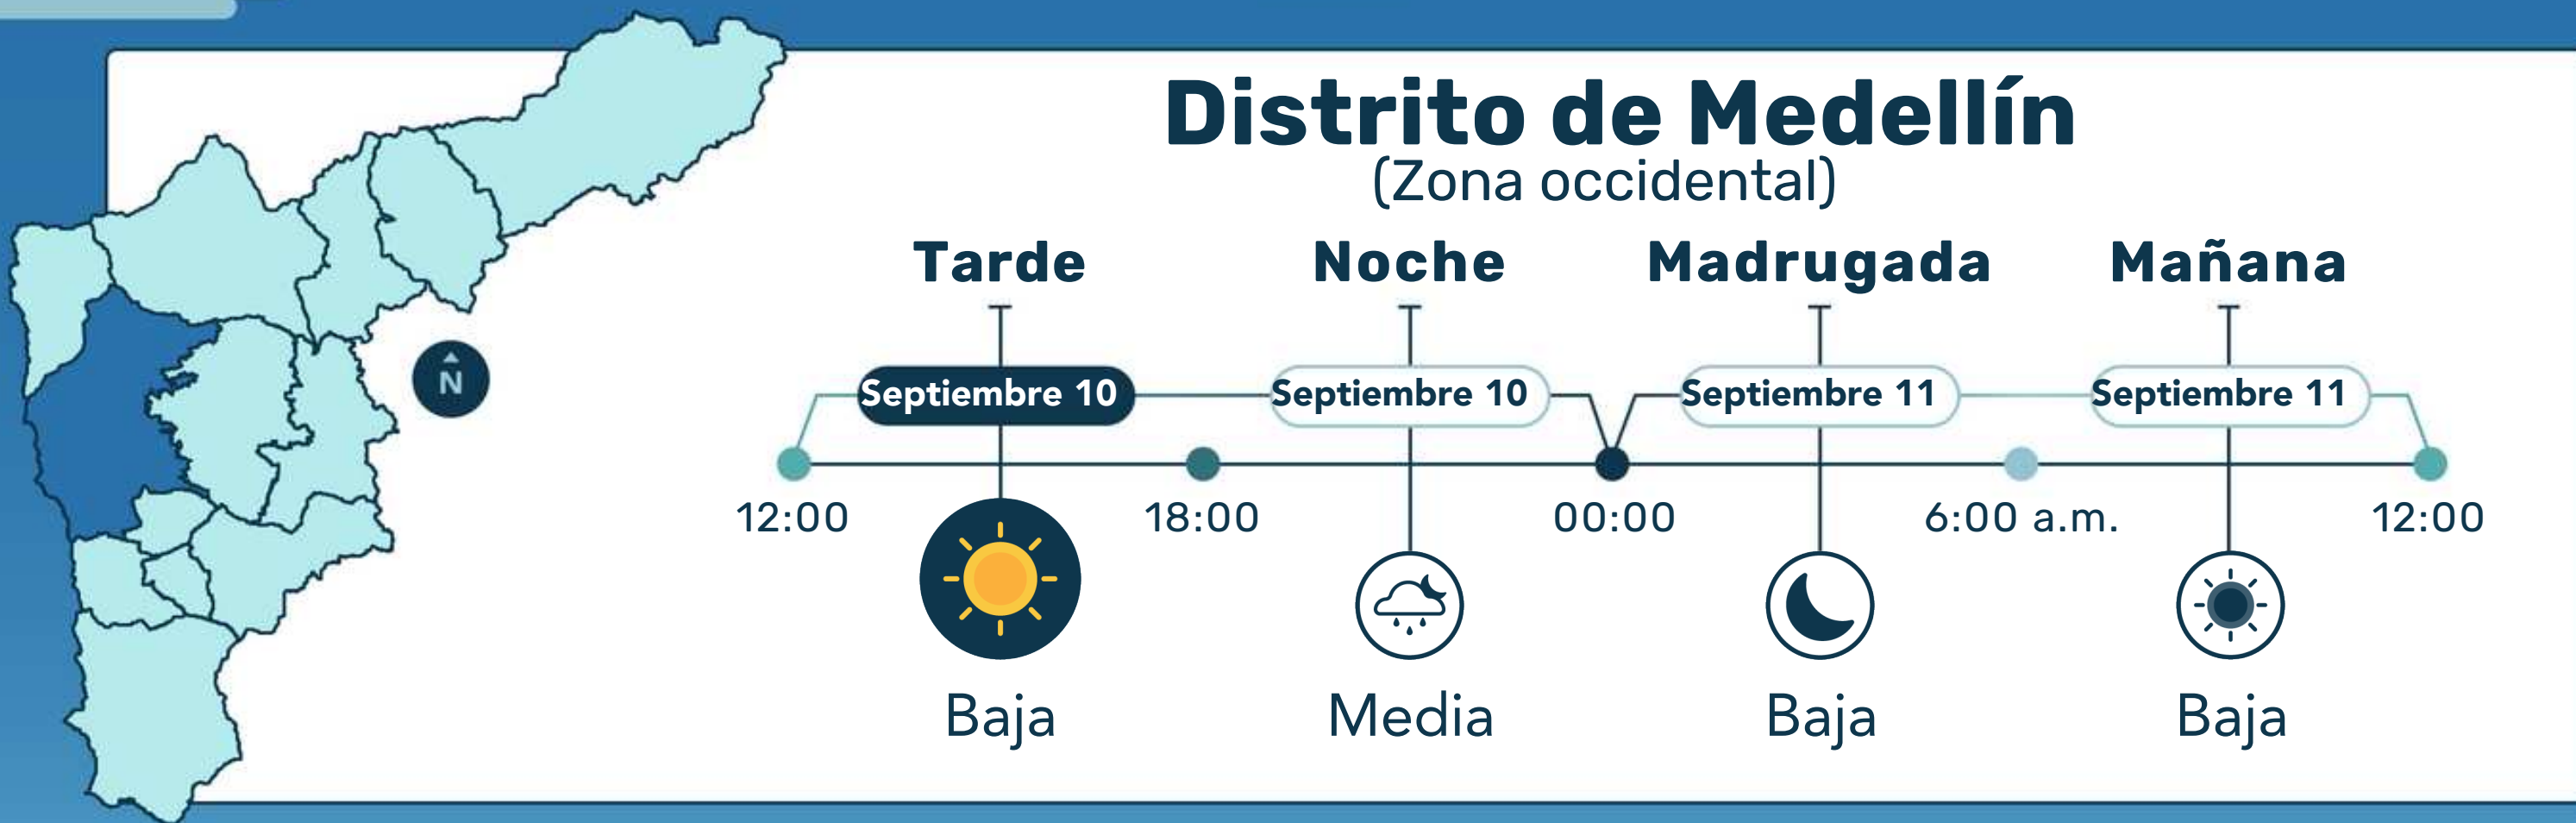 Distrito de Medellín
(Zona occidental)
Tarde Noche Madrugada Mañana
Septiembre 10 Septiembre 10 Septiembre 11 Septiembre 11
N
12:00 18:00 00:00 6:00 a.m. 12:00
Baja Media Baja Baja